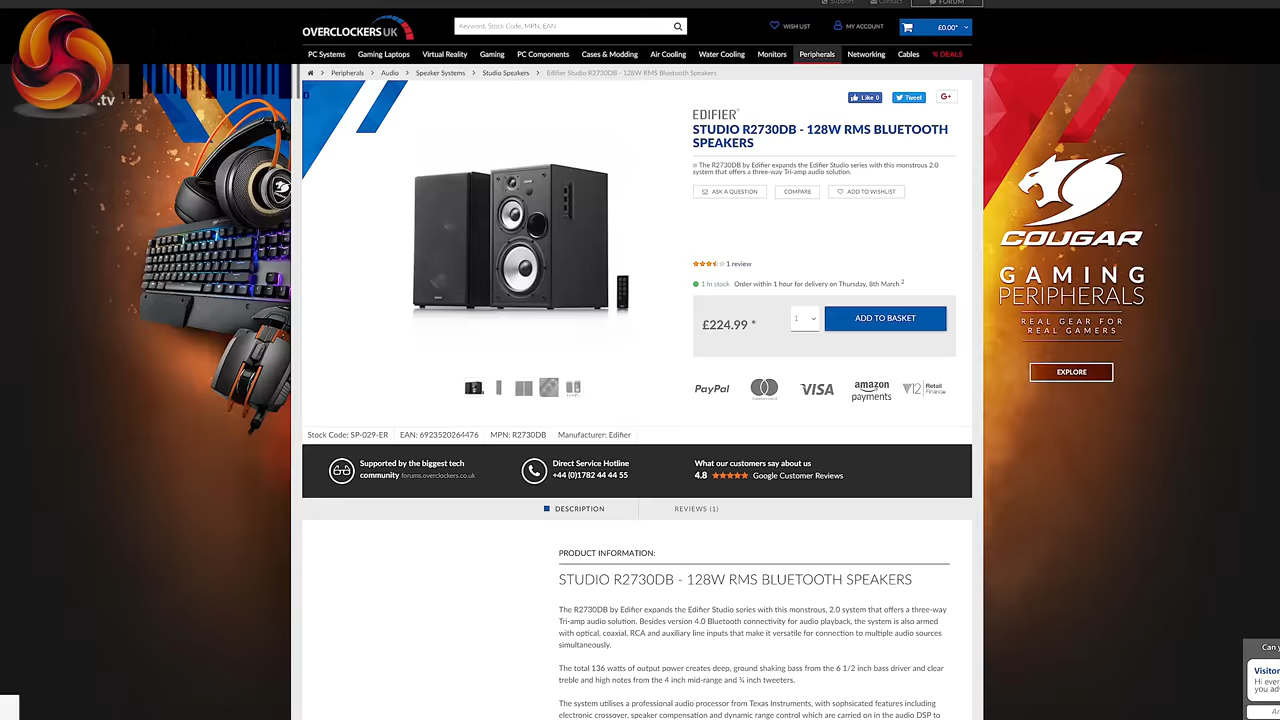 Support
Contact
FORUM
OVERCLOCKERS UK
Keyword, Stock Code, MPN, EAN
WISH LIST
MY ACCOUNT
£0.00*
PC Systems Gaming Laptops Virtual Reality Gaming PC Components Cases & Modding Air Cooling Water Cooling Monitors Peripherals Networking Cables % DEALS
Peripherals > Audio > Speaker Systems > Studio Speakers > Edifier Studio R2730DB - 128W RMS Bluetooth Speakers
.tv
Like 0
Tweet
G+
EDIFIER
STUDIO R2730DB - 128W RMS BLUETOOTH
SPEAKERS
The R2730DB by Edifier expands the Edifier Studio series with this monstrous 2.0
system that offers a three-way Tri-amp audio solution.
ASK A QUESTION
COMPARE
ADD TO WISHLIST
1 review
1 In stock Order within 1 hour for delivery on Thursday, 8th March 2
£224.99 *
1
ADD TO BASKET
PayPal
mastercard
VISA
amazon
payments
V12 Retail
Finance
COUGAR
GAMING
PERIPHERALS
REAL GEAR FOR
REAL GAMERS
EXPLORE
Stock Code: SP-029-ER EAN: 6923520264476 MPN: R2730DB Manufacturer: Edifier
Supported by the biggest tech
community forums.overclockers.co.uk
Direct Service Hotline
+44 (0)1782 44 44 55
What our customers say about us
4.8 Google Customer Reviews
DESCRIPTION
REVIEWS (1)
PRODUCT INFORMATION:
STUDIO R2730DB - 128W RMS BLUETOOTH SPEAKERS
The R2730DB by Edifier expands the Edifier Studio series with this monstrous, 2.0 system that offers a three-way
Tri-amp audio solution. Besides version 4.0 Bluetooth connectivity for audio playback, the system is also armed
with optical, coaxial, RCA and auxiliary line inputs that make it versatile for connection to multiple audio sources
simultaneously.
The total 136 watts of output power creates deep, ground shaking bass from the 6 1/2 inch bass driver and clear
treble and high notes from the 4 inch mid-range and ¾ inch tweeters.
The system utilises a professional audio processor from Texas Instruments, with sophsicated features including
electronic crossover, speaker compensation and dynamic range control which are carried on in the audio DSP to
Can
Visitor
Hi ever
you ad